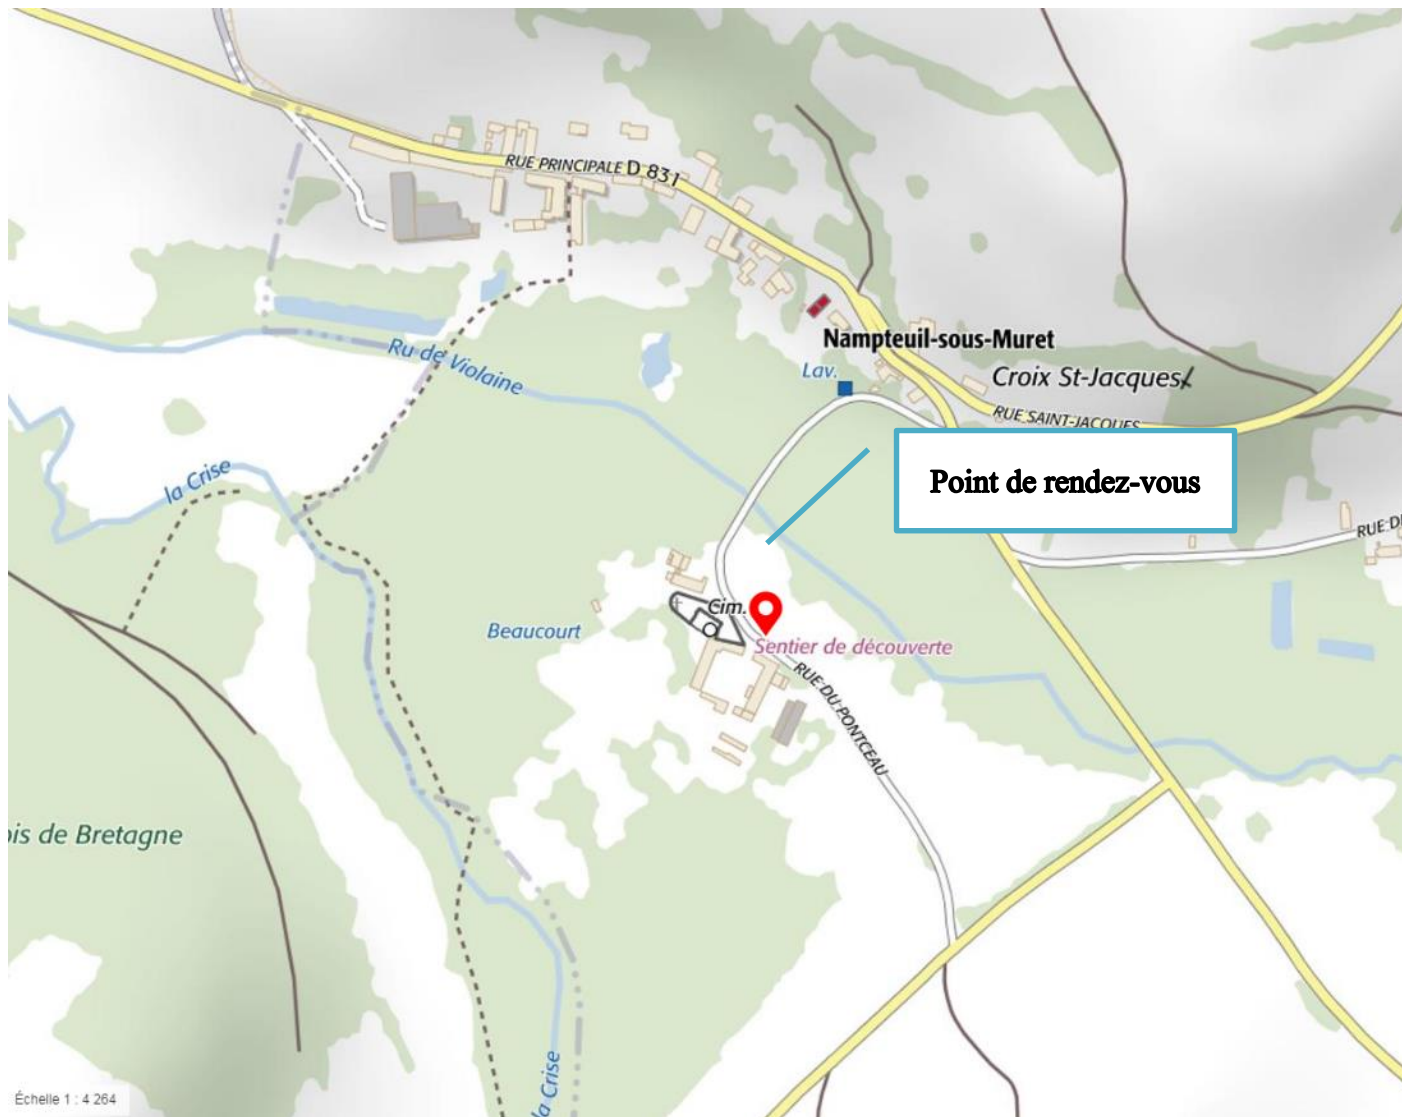 RUE PRINCIPALE D 831
Nampteuil-sous-Muret
Ru de Violaine
Lav.
Croix St-Jacques
RUE SAINT-JACQUES
la Crise
Point de rendez-vous
RUE D
Cim.
Beaucourt
Sentier de découverte
RUE DU PONTCEAU
is de Bretagne
la Crise
Échelle 1 : 4 264